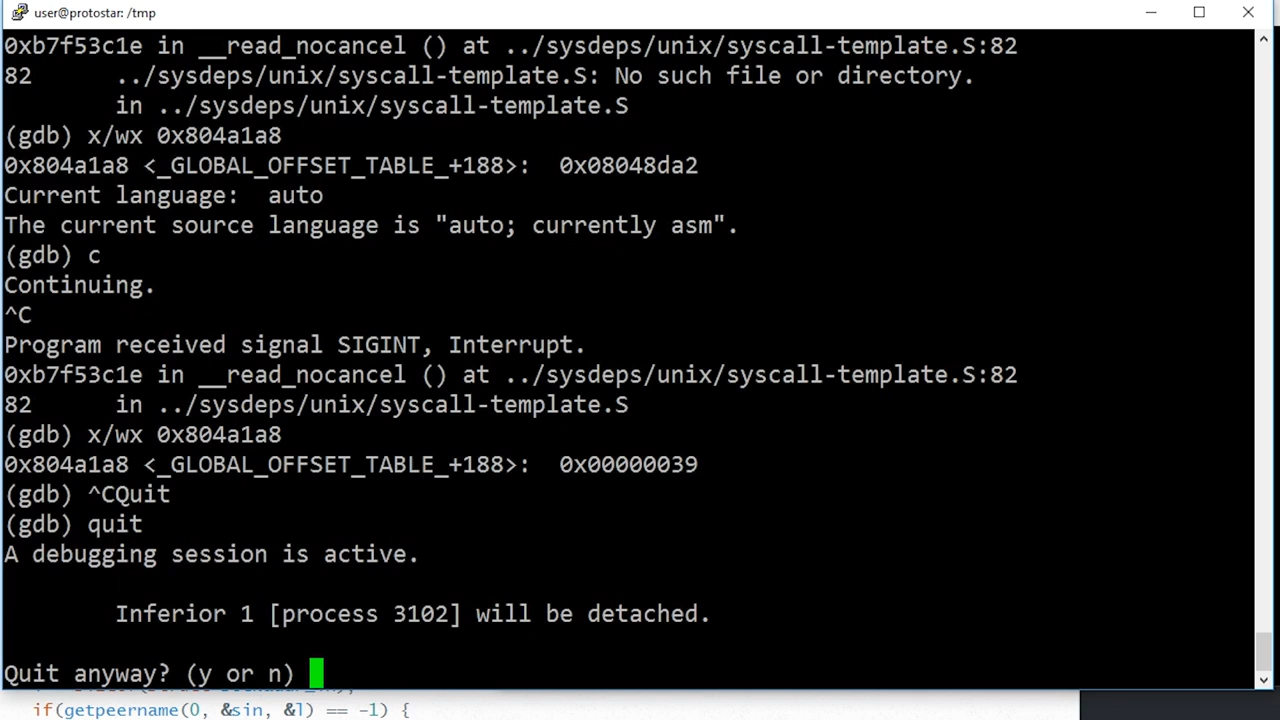 user@protostar: /tmp
0xb7f53c1e in __read_nocancel () at ../sysdeps/unix/syscall-template.S:82
82      ../sysdeps/unix/syscall-template.S: No such file or directory.
        in ../sysdeps/unix/syscall-template.S
(gdb) x/wx 0x804a1a8
0x804a1a8 <_GLOBAL_OFFSET_TABLE_+188>:  0x08048da2
Current language:  auto
The current source language is "auto; currently asm".
(gdb) c
Continuing.
^C
Program received signal SIGINT, Interrupt.
0xb7f53c1e in __read_nocancel () at ../sysdeps/unix/syscall-template.S:82
82      in ../sysdeps/unix/syscall-template.S
(gdb) x/wx 0x804a1a8
0x804a1a8 <_GLOBAL_OFFSET_TABLE_+188>:  0x00000039
(gdb) ^CQuit
(gdb) quit
A debugging session is active.
        Inferior 1 [process 3102] will be detached.
Quit anyway? (y or n)
if(getpeername(0, &sin, &l) == -1) {